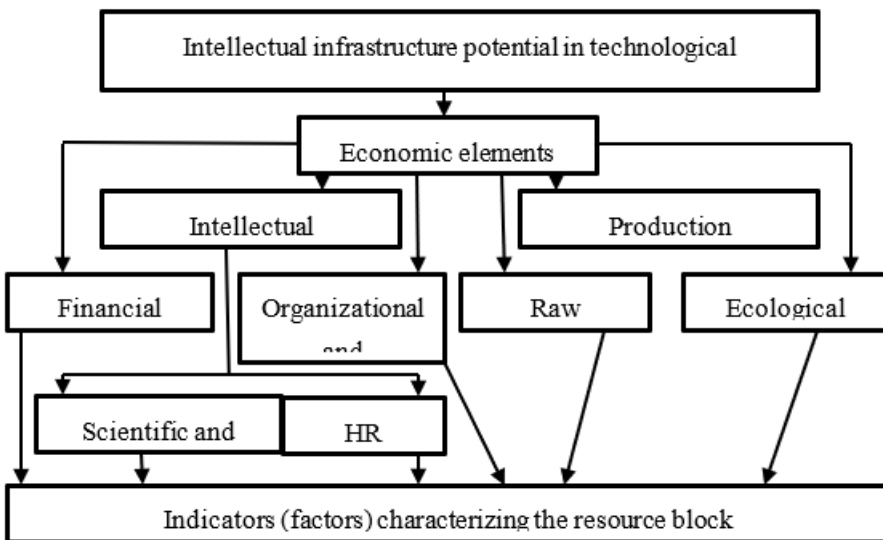 Intellectual infrastructure potential in technological
Economic elements
Intellectual
Production
Financial
Organizational
and
Raw
Ecological
Scientific and
HR
Indicators (factors) characterizing the resource block